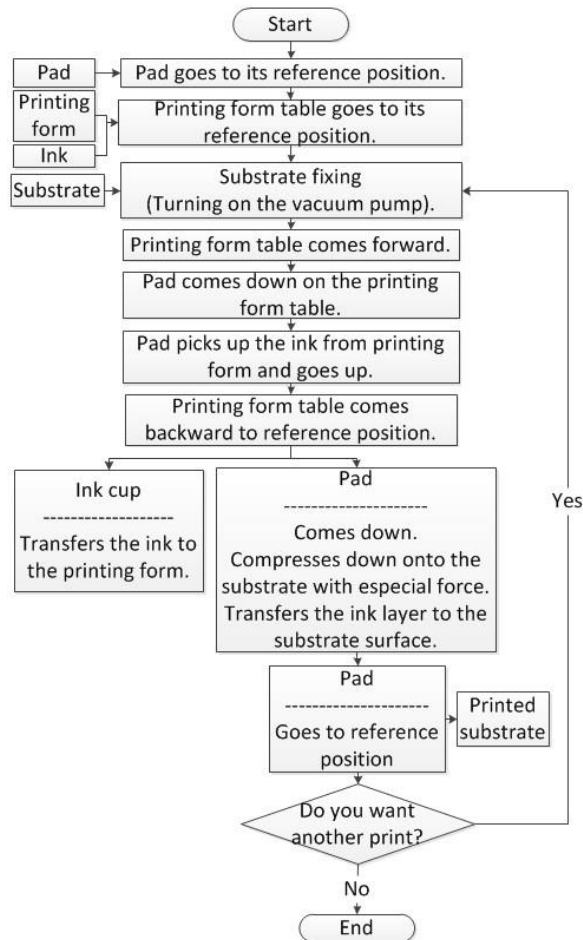 Start
Pad
Pad goes to its reference position.
Printing
form
Ink
Printing form table goes to its
reference position.
Substrate
Substrate fixing
(Turning on the vacuum pump).
Printing form table comes forward.
Pad comes down on the printing
form table.
Pad picks up the ink from printing
form and goes up.
Printing form table comes
backward to reference position.
Ink cup
-------------------
Transfers the ink to
the printing form.
Pad
--------------------
Comes down.
Compresses down onto the
substrate with especial force.
Transfers the ink layer to the
substrate surface.
Yes
Pad
---------------------
Goes to reference
position
Printed
substrate
Do you want
another print?
No
End